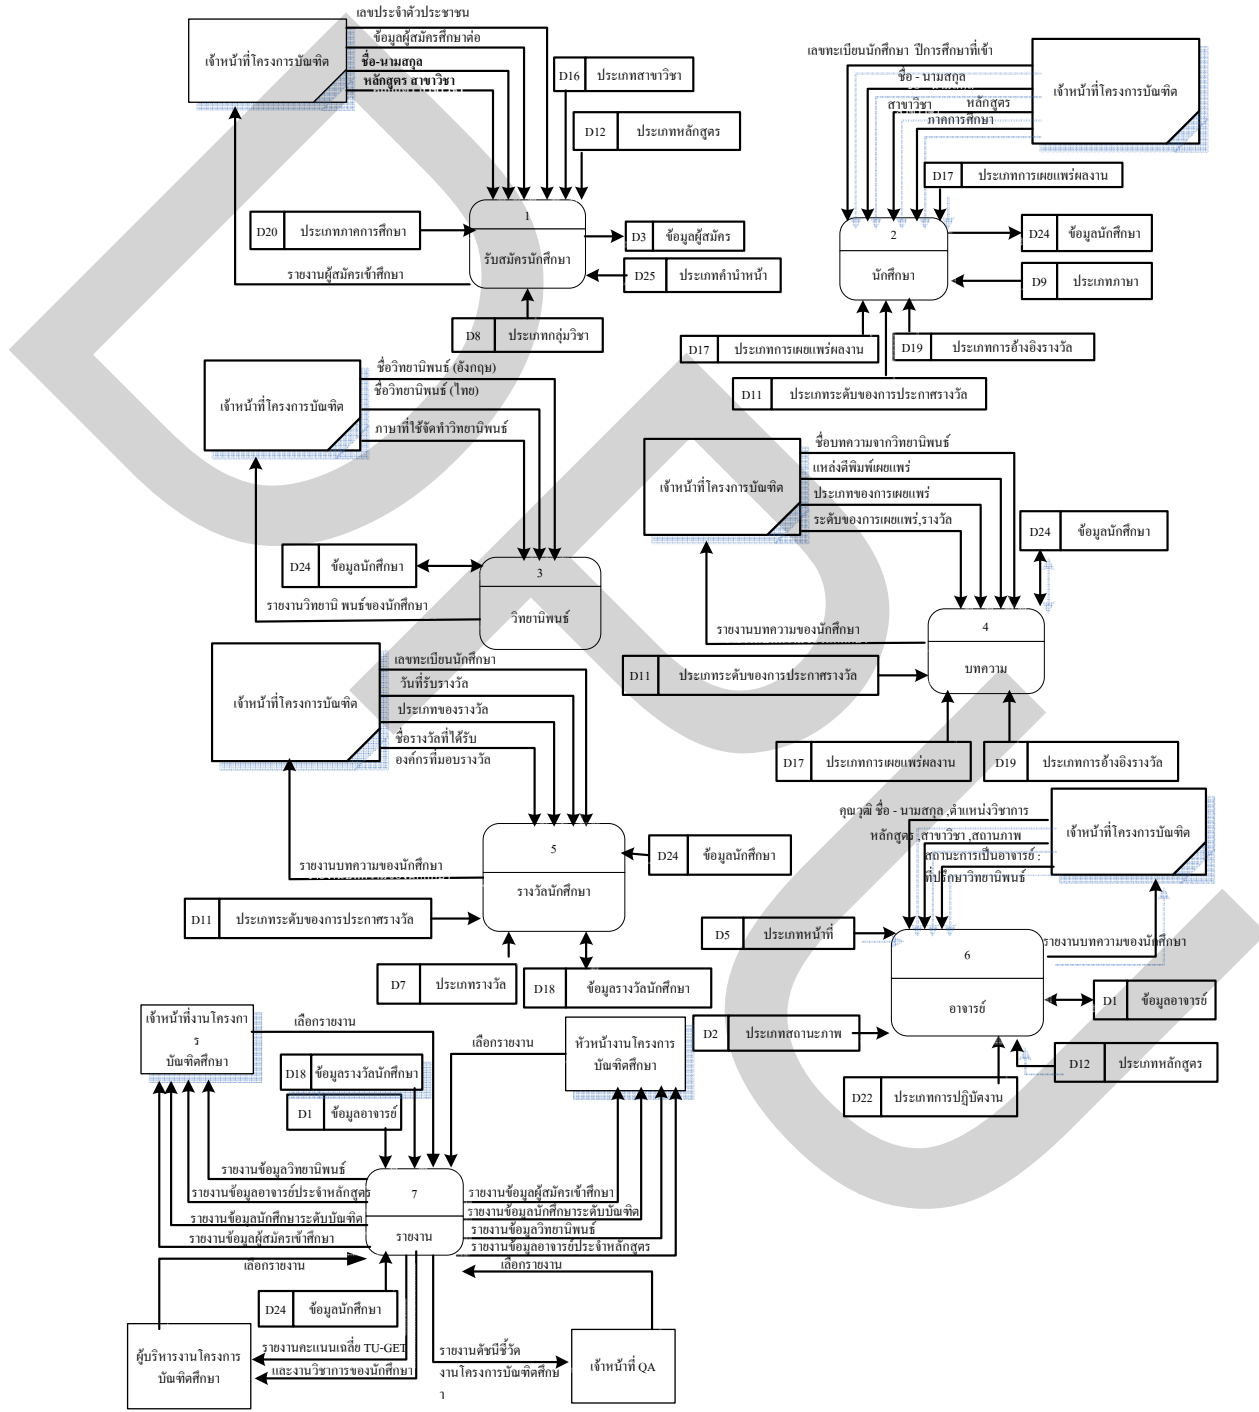 เลขประจำตัวประชาชน
ข้อมูลผู้สมัครศึกษาต่อ
เจ้าหน้าที่โครงการบัณฑิต
ชื่อ-นามสกุล
หลักสูตร สาขาวิชา
D16 ประเภทสาขาวิชา
D12 ประเภทหลักสูตร
1
D20 ประเภทภาคการศึกษา
D3 ข้อมูลผู้สมัคร
รับสมัครนักศึกษา
รายงานผู้สมัครเข้าศึกษา
D25 ประเภทคำนำหน้า
D8 ประเภทกลุ่มวิชา
เลขทะเบียนนักศึกษา ปีการศึกษาที่เข้า
ชื่อ - นามสกุล
เจ้าหน้าที่โครงการบัณฑิต
สาขาวิชา หลักสูตร
ภาคการศึกษา
D17 ประเภทการเผยแพร่ผลงาน
2
D24 ข้อมูลนักศึกษา
นักศึกษา
D9 ประเภทภาษา
D17 ประเภทการเผยแพร่ผลงาน
D19 ประเภทการอ้างอิงรางวัล
D11 ประเภทระดับของการประกาศรางวัล
ชื่อวิทยานิพนธ์ (อังกฤษ)
ชื่อวิทยานิพนธ์ (ไทย)
เจ้าหน้าที่โครงการบัณฑิต
ภาษาที่ใช้จัดทำวิทยานิพนธ์
D24 ข้อมูลนักศึกษา
3
รายงานวิทยานิ พนธ์ของนักศึกษา
วิทยานิพนธ์
ชื่อบทความจากวิทยานิพนธ์
แหล่งตีพิมพ์เผยแพร่
เจ้าหน้าที่โครงการบัณฑิต
ประเภทของการเผยแพร่
ระดับของการเผยแพร่,รางวัล
D24 ข้อมูลนักศึกษา
4
รายงานบทความของนักศึกษา
บทความ
D11 ประเภทระดับของการประกาศรางวัล
D17 ประเภทการเผยแพร่ผลงาน
D19 ประเภทการอ้างอิงรางวัล
เลขทะเบียนนักศึกษา
วันที่รับรางวัล
เจ้าหน้าที่โครงการบัณฑิต
ประเภทของรางวัล
ชื่อรางวัลที่ได้รับ
องค์กรที่มอบรางวัล
5
D24 ข้อมูลนักศึกษา
รายงานบทความของนักศึกษา
รางวัลนักศึกษา
D11 ประเภทระดับของการประกาศรางวัล
D7 ประเภทรางวัล
D18 ข้อมูลรางวัลนักศึกษา
คุณวุฒิ ชื่อ - นามสกุล ,ตำแหน่งวิชาการ
หลักสูตร ,สาขาวิชา ,สถานภาพ
เจ้าหน้าที่โครงการบัณฑิต
สถานะการเป็นอาจารย์ :
ที่ปรึกษาวิทยานิพนธ์
D5 ประเภทหน้าที่
6
รายงานบทความของนักศึกษา
อาจารย์
D1 ข้อมูลอาจารย์
D2 ประเภทสถานะภาพ
D12 ประเภทหลักสูตร
D22 ประเภทการปฏิบัตงาน
เจ้าหน้าที่งานโครงกา
ร
บัณฑิตศึกษา
เลือกรายงาน
D18 ข้อมูลรางวัลนักศึกษา
D1 ข้อมูลอาจารย์
เลือกรายงาน
หัวหน้างานโครงการ
บัณฑิตศึกษา
รายงานข้อมูลวิทยานิพนธ์
รายงานข้อมูลอาจารย์ประจำหลักสูตร
รายงานข้อมูลนักศึกษาระดับบัณฑิต
รายงานข้อมูลผู้สมัครเข้าศึกษา
7
รายงาน
รายงานข้อมูลผู้สมัครเข้าศึกษา
รายงานข้อมูลนักศึกษาระดับบัณฑิต
รายงานข้อมูลวิทยานิพนธ์
รายงานข้อมูลอาจารย์ประจำหลักสูตร
เลือกรายงาน
เลือกรายงาน
D24 ข้อมูลนักศึกษา
ผู้บริหารงานโครงการ
บัณฑิตศึกษา
รายงานคะแนนเฉลี่ย TU-GET
และงานวิชาการของนักศึกษา
รายงานดัชนีชี้วัด
งานโครงการบัณฑิตศึกษ
า
เจ้าหน้าที่ QA
DPU